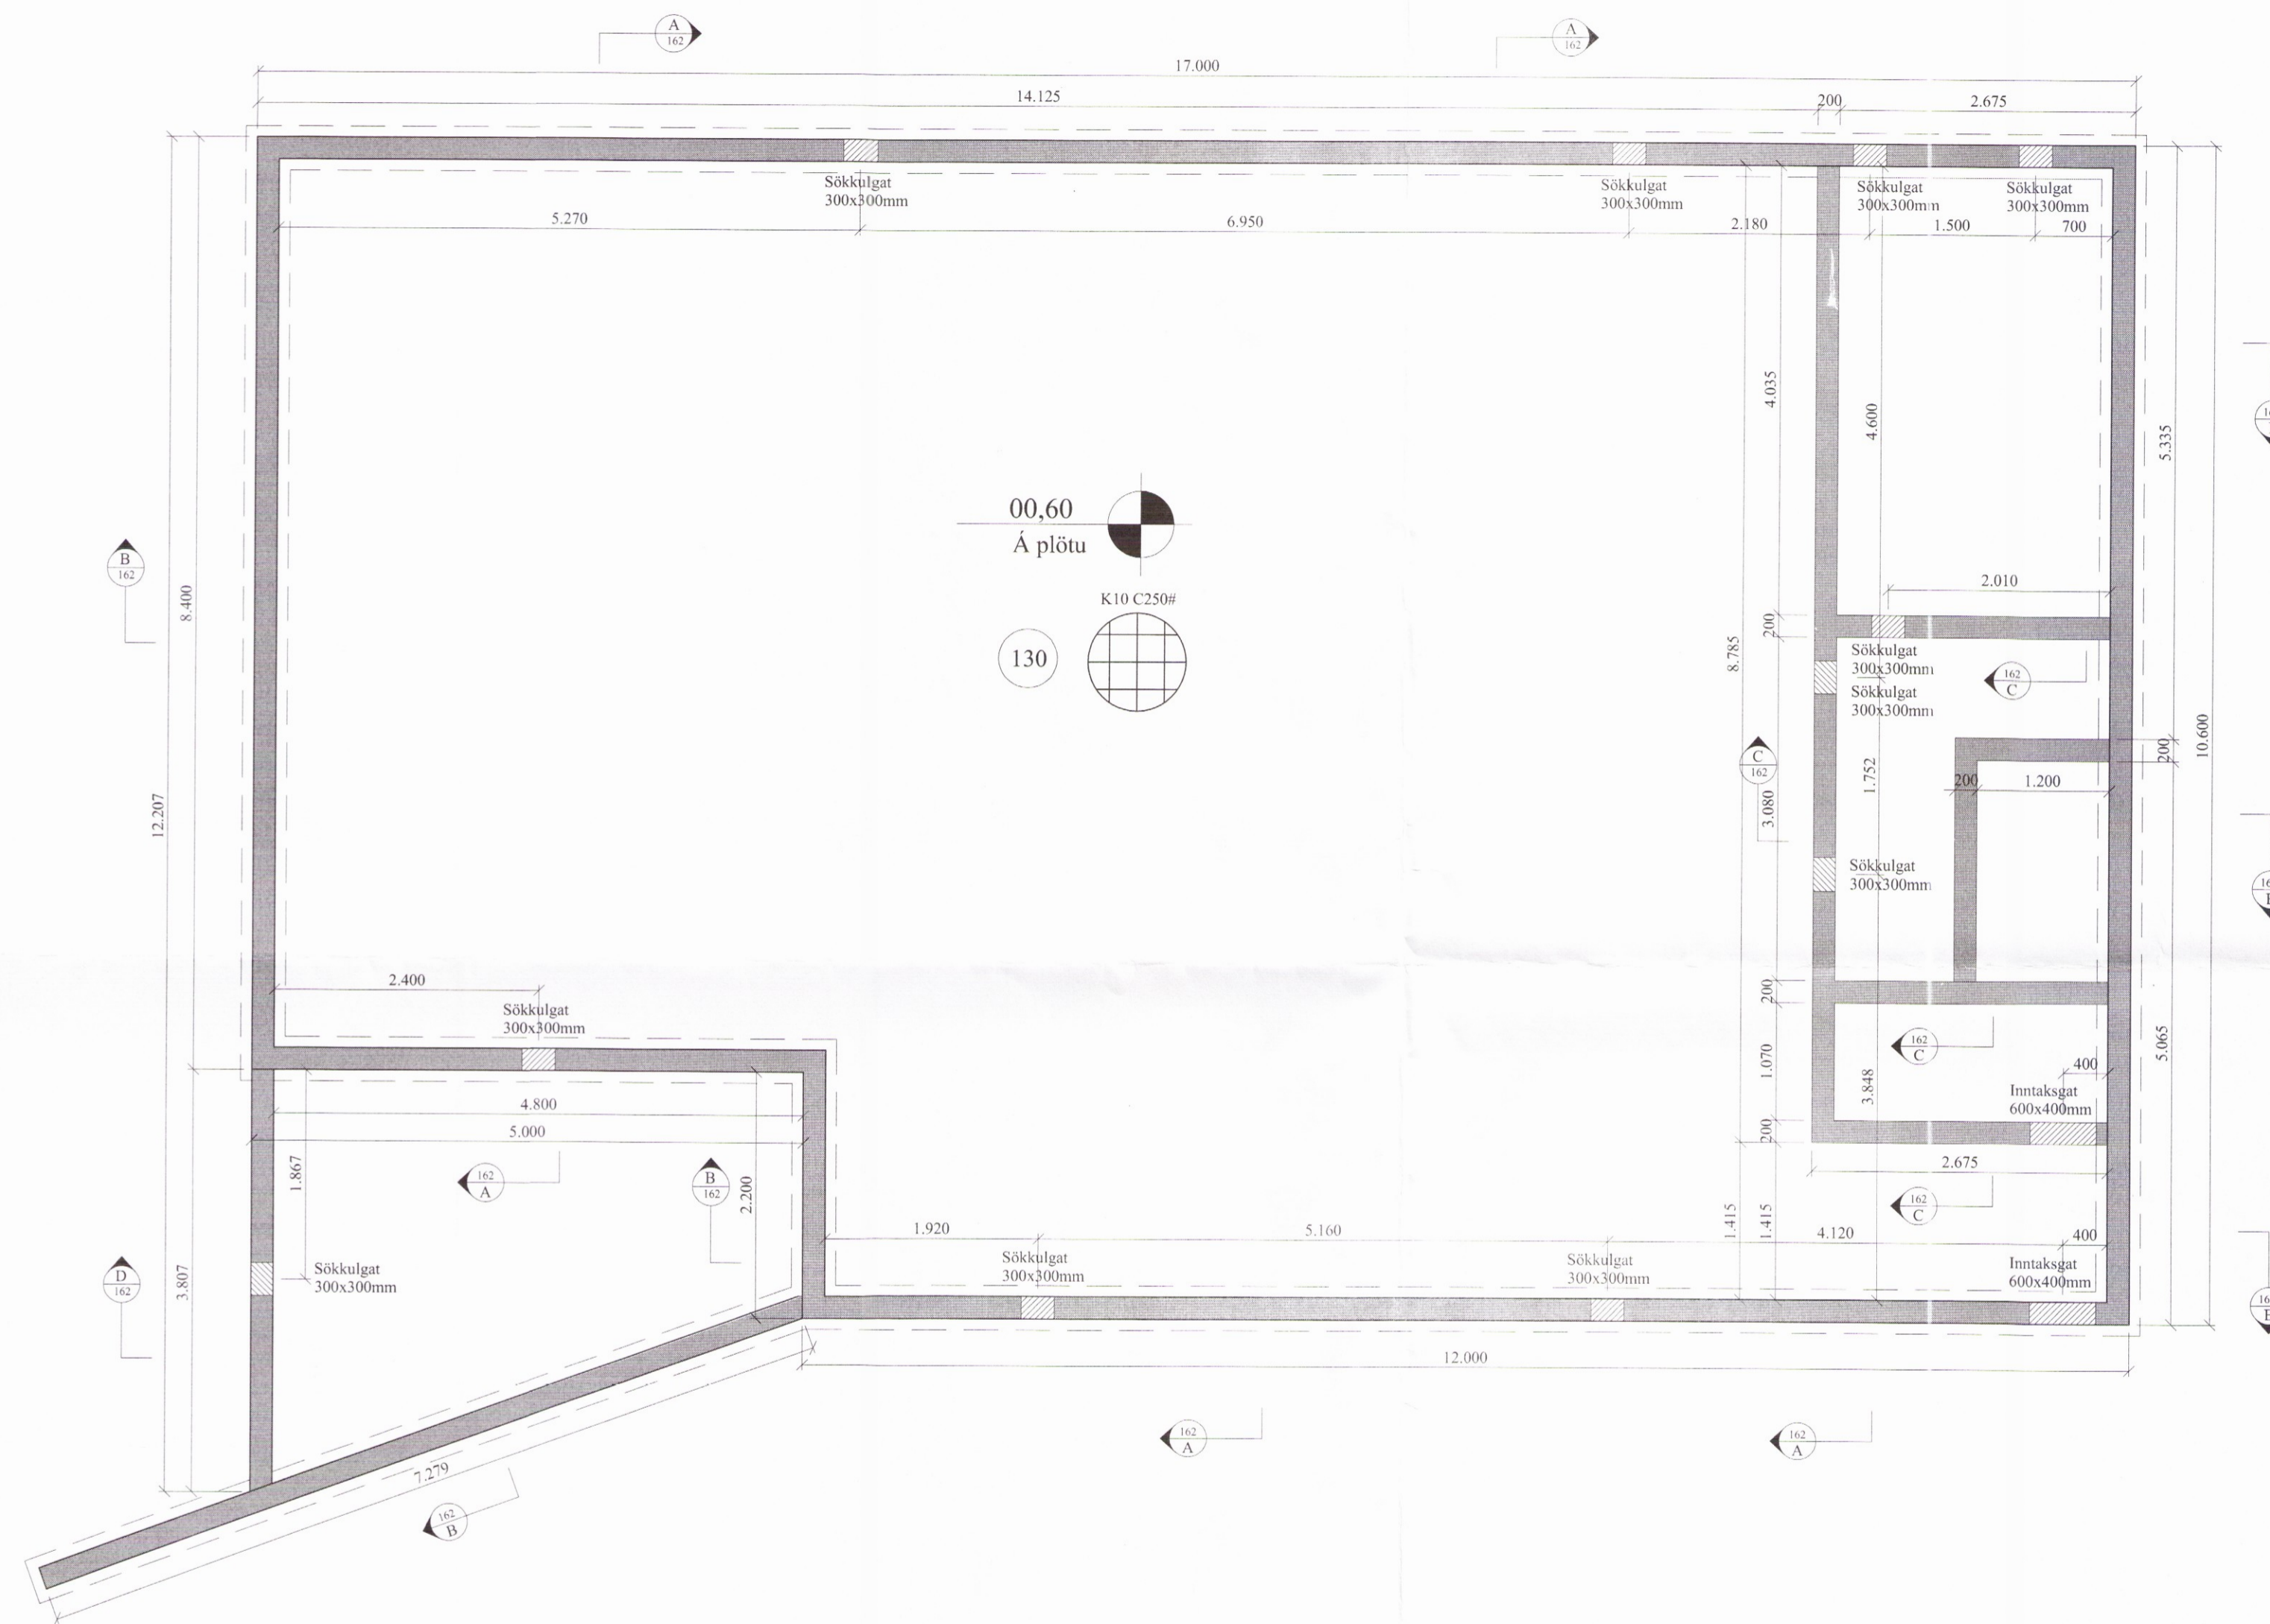 A
162
A
162
17.000
14.125
200
2.675
Sökkulgat
300x300mm
Sökkulgat
300x300mm
Sökkulgat
300x300mm
Sökkulgat
300x300mm
5.270
6.950
2.180
1.500
700
4.035
4.600
5.335
00,60
Á plötu
K10 C250#
130
B
162
8.400
12.207
2.010
200
8.785
Sökkulgat
300x300mm
Sökkulgat
300x300mm
162
C
10.600
200
C
162
3.080
1.752
200
1.200
Sökkulgat
300x300mm
2.400
Sökkulgat
300x300mm
200
162
C
1.070
3.848
5.065
400
Inntaksgat
600x400mm
200
4.800
5.000
1.867
162
A
B
162
2.200
2.675
162
C
1.920
5.160
1.415
1.415
4.120
400
Sökkulgat
300x300mm
Sökkulgat
300x300mm
Inntaksgat
600x400mm
D
162
3.807
Sökkulgat
300x300mm
12.000
162
A
162
A
7.279
162
B